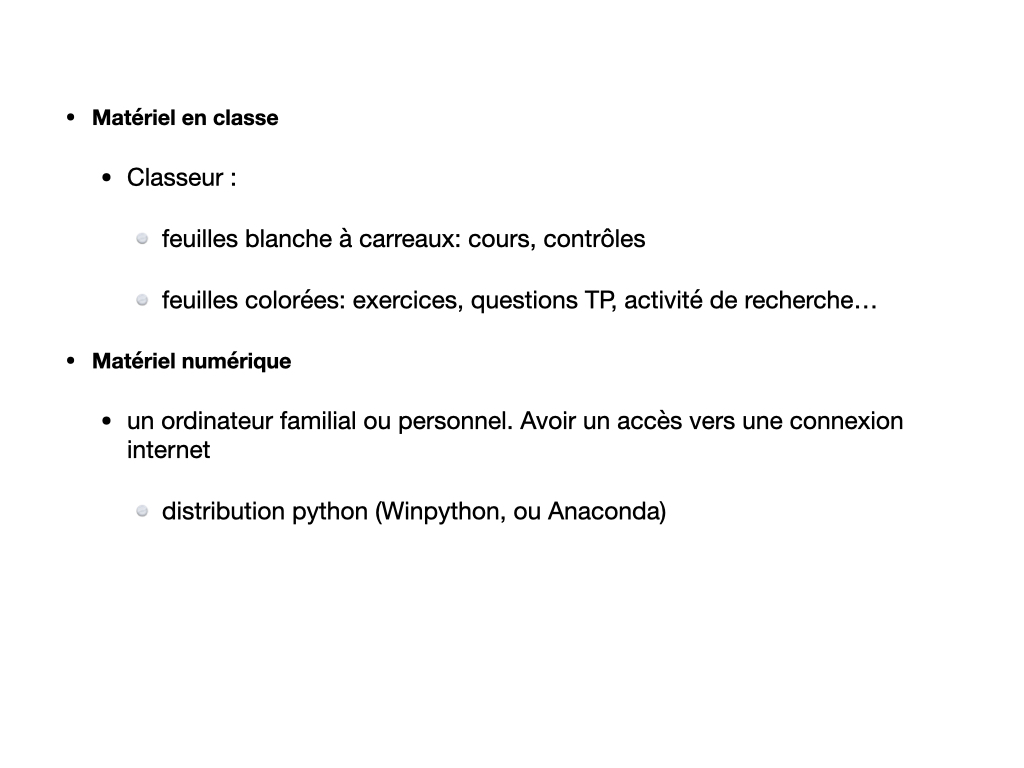 Matériel en classe
Classeur :
feuilles blanche à carreaux: cours, contrôles
feuilles colorées: exercices, questions TP, activité de recherche…
Matériel numérique
un ordinateur familial ou personnel. Avoir un accès vers une connexion
internet
distribution python (Winpython, ou Anaconda)